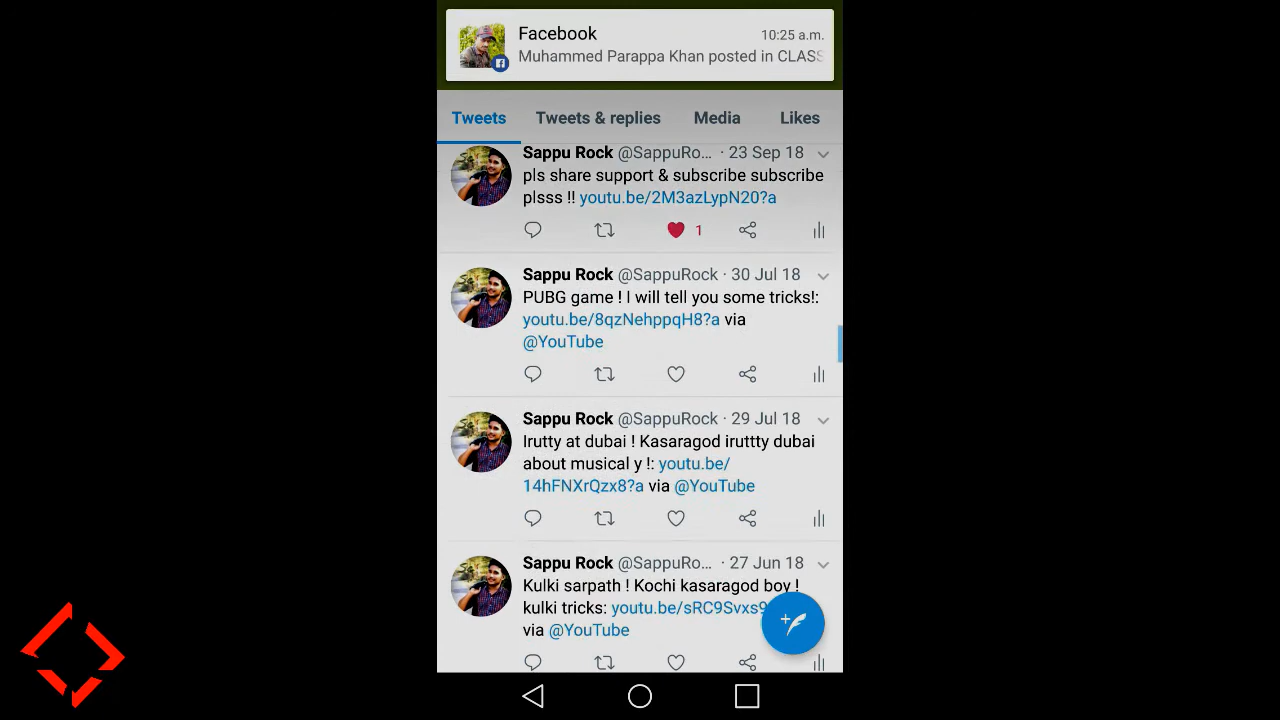 Facebook 10:25 a.m.
Muhammed Parappa Khan posted in CLASS
Tweets Tweets & replies Media Likes
Sappu Rock @SappuRo... · 23 Sep 18
pls share support & subscribe subscribe
plsss !! youtu.be/2M3azLypN20?a
1
Sappu Rock @SappuRock · 30 Jul 18
PUBG game ! I will tell you some tricks!:
youtu.be/8qzNehppqH8?a via
@YouTube
Sappu Rock @SappuRock · 29 Jul 18
Irutty at dubai ! Kasaragod iruttty dubai
about musical y !: youtu.be/
14hFNXrQzx8?a via @YouTube
Sappu Rock @SappuRo... · 27 Jun 18
Kulki sarpath ! Kochi kasaragod boy !
kulki tricks: youtu.be/sRC9Svxs9
via @YouTube